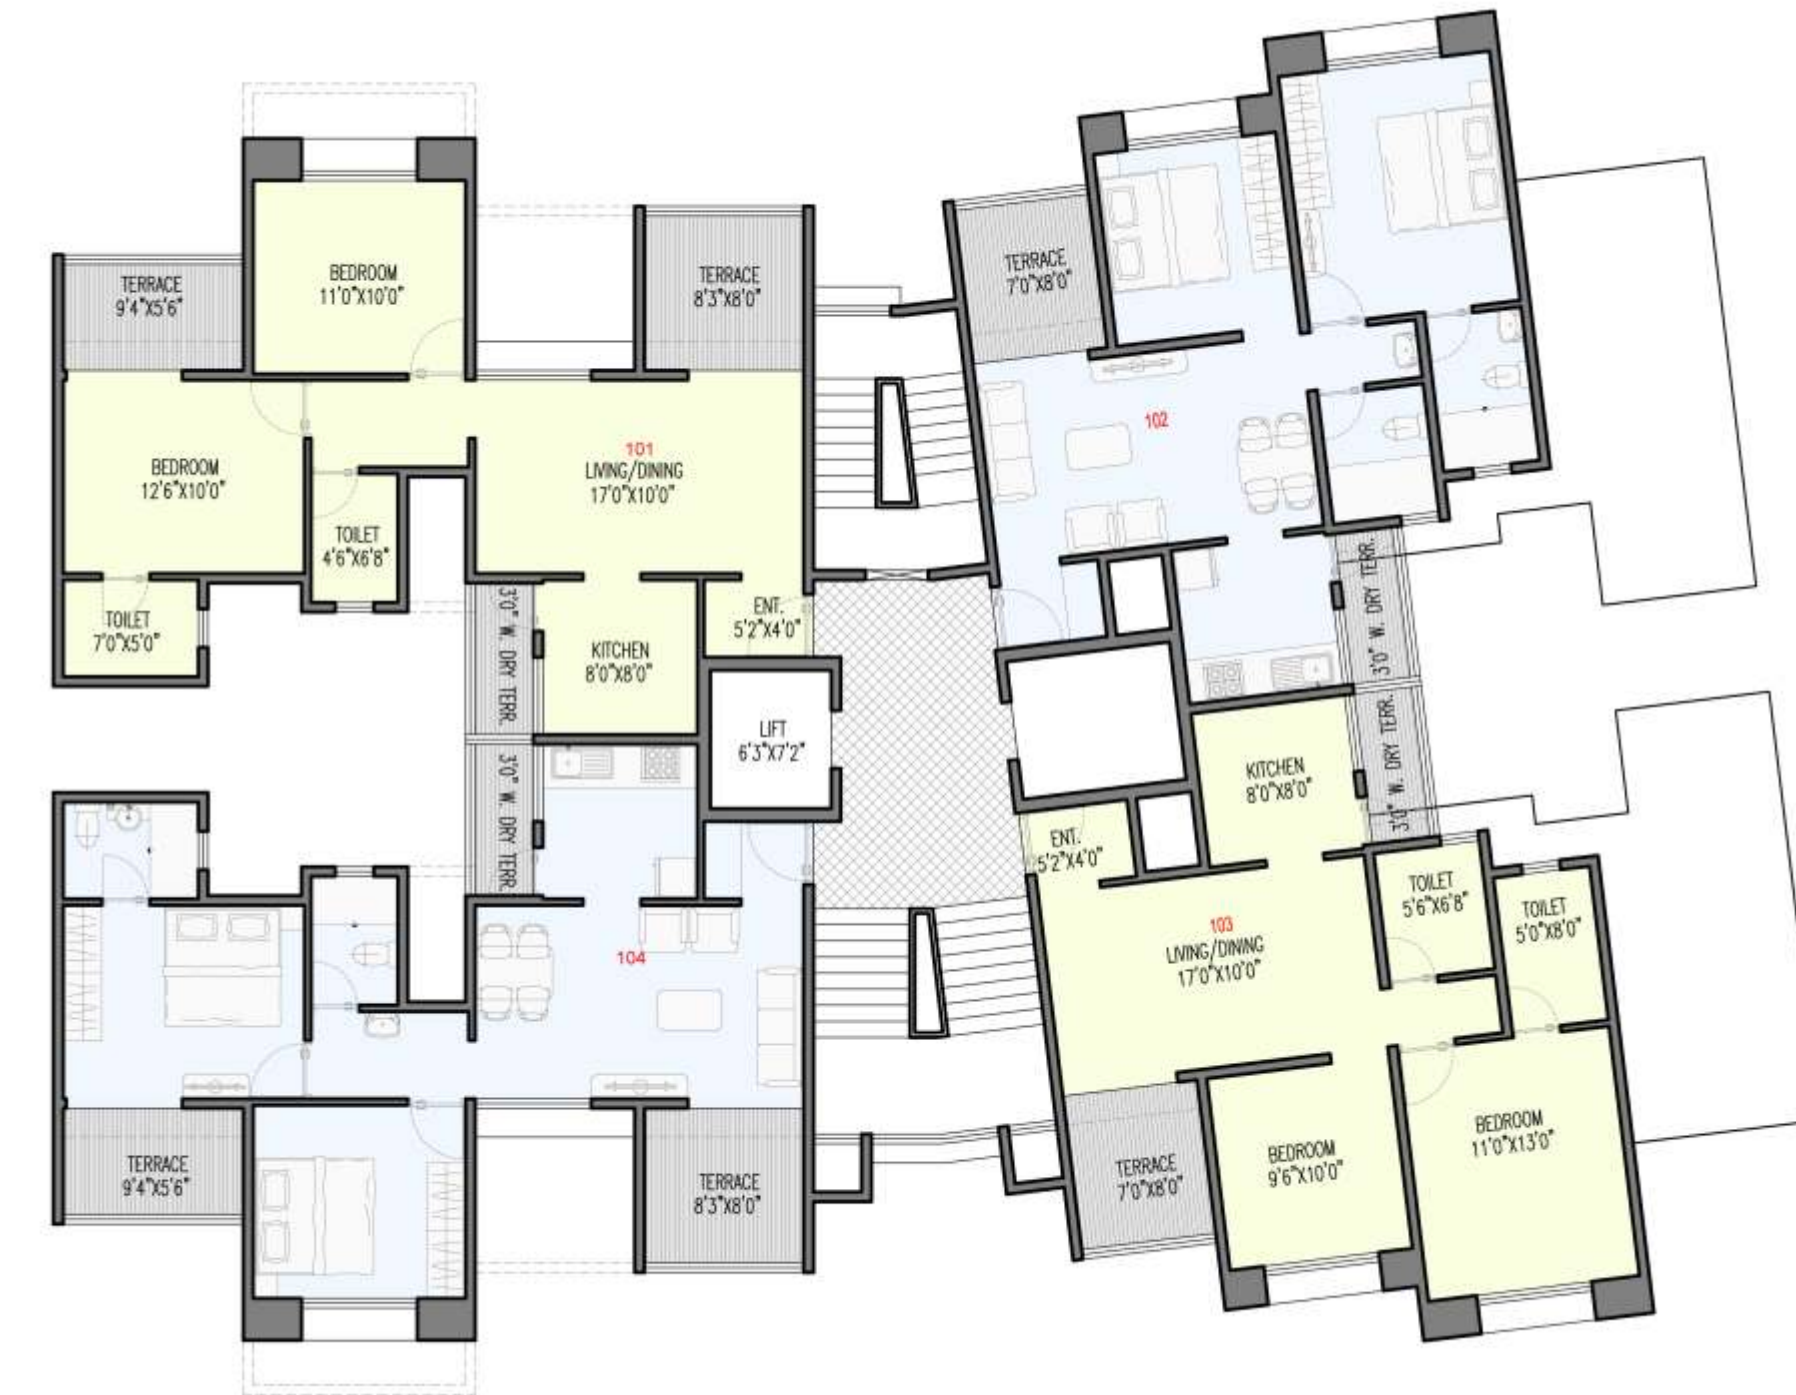 TERRACE
9'4"X5'6"
BEDROOM
11'0"X10'0"
TERRACE
8'3"X8'0"
BEDROOM
12'6"X10'0"
101
LIVING/DINING
17'0"X10'0"
TOILET
4'6"X6'8"
TOILET
7'0"X5'0"
3'0" W. DRY TERR.
KITCHEN
8'0"X8'0"
ENT.
5'2"X4'0"
LIFT
6'3"X7'2"
TERRACE
7'0"X8'0"
102
3'0" W. DRY TERR.
3'0" W. DRY TERR.
KITCHEN
8'0"X8'0"
ENT.
5'2"X4'0"
103
LIVING/DINING
17'0"X10'0"
TOILET
5'6"X6'8"
TOILET
5'0"X8'0"
TERRACE
7'0"X8'0"
BEDROOM
9'6"X10'0"
BEDROOM
11'0"X13'0"
3'0" W. DRY TERR.
104
TERRACE
9'4"X5'6"
TERRACE
8'3"X8'0"